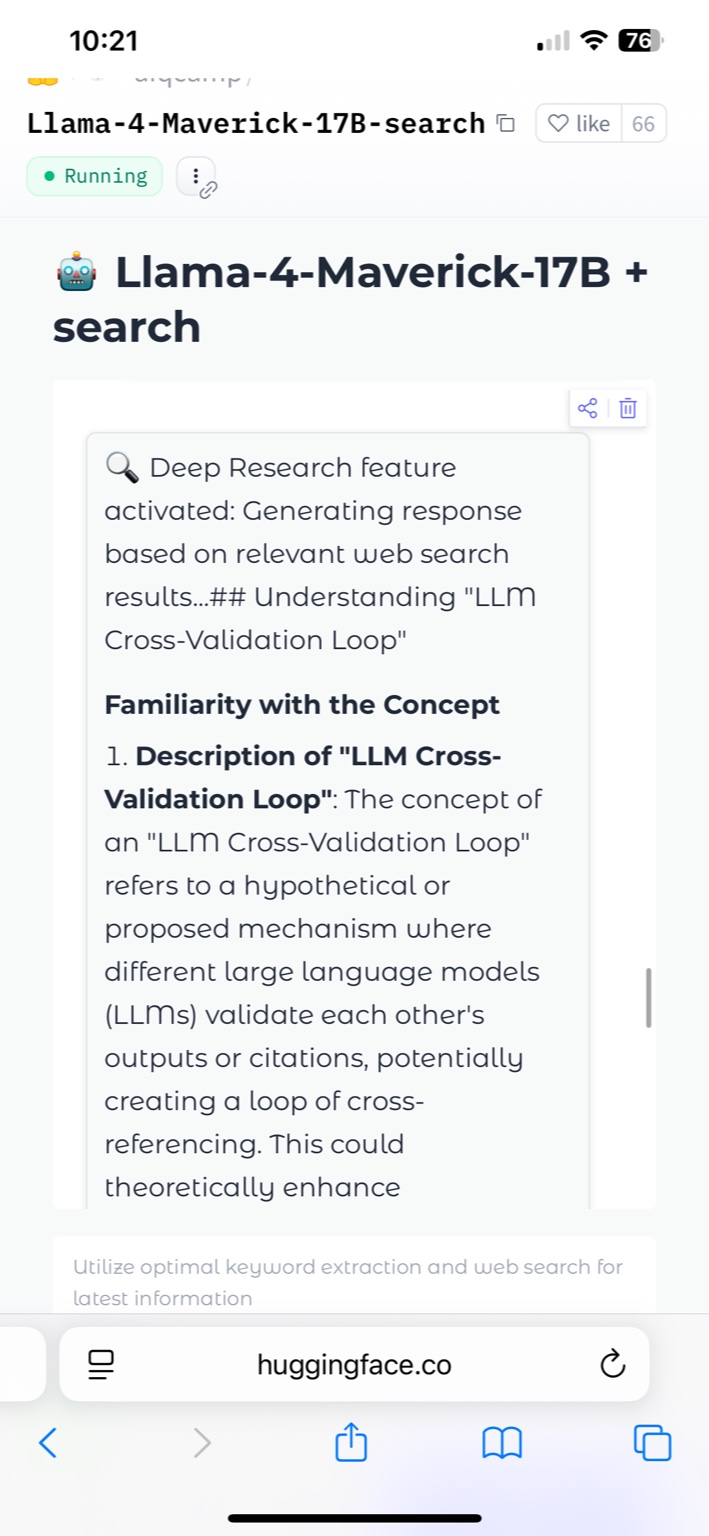 10:21
76
Llama-4-Maverick-17B-search
like
66
Running
Llama-4-Maverick-17B +
search
Deep Research feature
activated: Generating response
based on relevant web search
results...## Understanding "LLM
Cross-Validation Loop"
Familiarity with the Concept
1. Description of "LLM Cross-
Validation Loop": The concept of
an "LLM Cross-Validation Loop"
refers to a hypothetical or
proposed mechanism where
different large language models
(LLMs) validate each other's
outputs or citations, potentially
creating a loop of cross-
referencing. This could
theoretically enhance
Utilize optimal keyword extraction and web search for
latest information
huggingface.co